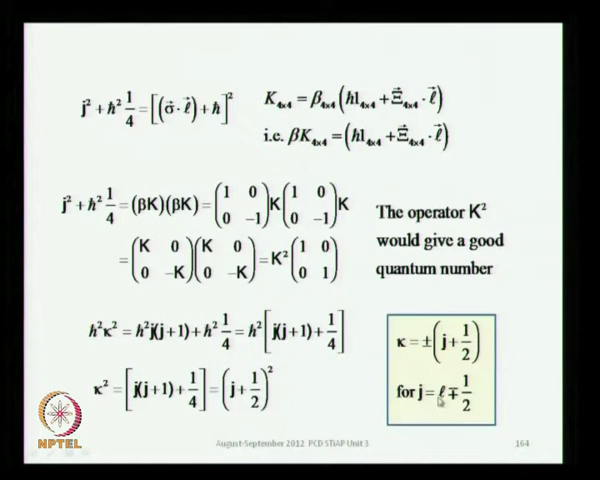 j² + ħ² 1/4 = [(σ⃗ · ℓ⃗) + ħ]²
K₄ₓ₄ = β₄ₓ₄ (ħ1₄ₓ₄ + Ξ⃗₄ₓ₄ · ℓ⃗)
i.e. βK₄ₓ₄ = (ħ1₄ₓ₄ + Ξ⃗₄ₓ₄ · ℓ⃗)
j² + ħ² 1/4 = (βK)(βK) = (1 0; 0 −1) K (1 0; 0 −1) K
= (K 0; 0 −K) (K 0; 0 −K) = K² (1 0; 0 1)
The operator K²
would give a good
quantum number
ħ²κ² = ħ²j(j+1) + ħ² 1/4 = ħ² [j(j+1) + 1/4]
κ² = [j(j+1) + 1/4] = (j + 1/2)²
κ = ±(j + 1/2)
for j = ℓ ∓ 1/2
NPTEL
August-September 2012 PCD STiAP Unit 3
164